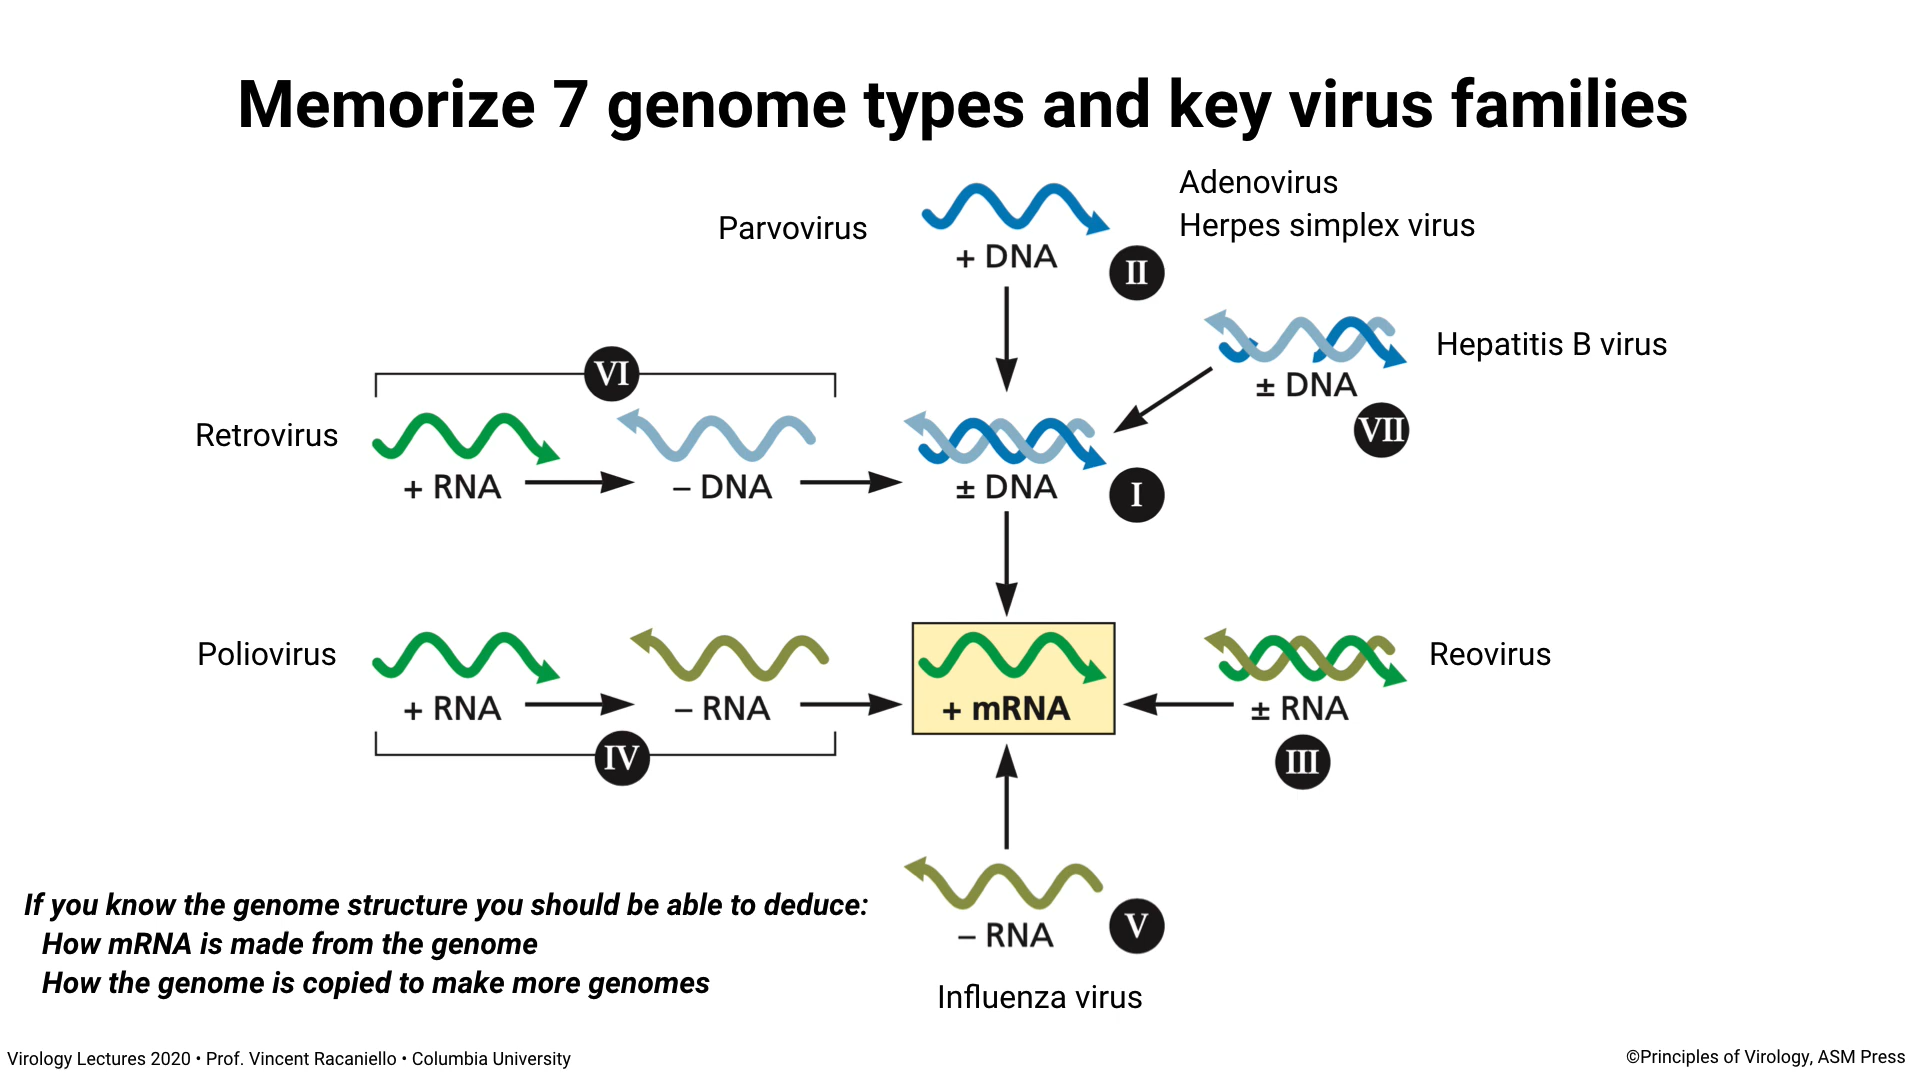 Memorize 7 genome types and key virus families
Adenovirus
Herpes simplex virus
Parvovirus
+ DNA
II
Hepatitis B virus
± DNA
VII
VI
Retrovirus
+ RNA
– DNA
± DNA
I
Poliovirus
+ RNA
– RNA
+ mRNA
± RNA
Reovirus
IV
III
– RNA
V
Influenza virus
If you know the genome structure you should be able to deduce:
How mRNA is made from the genome
How the genome is copied to make more genomes
Virology Lectures 2020 • Prof. Vincent Racaniello • Columbia University
©Principles of Virology, ASM Press